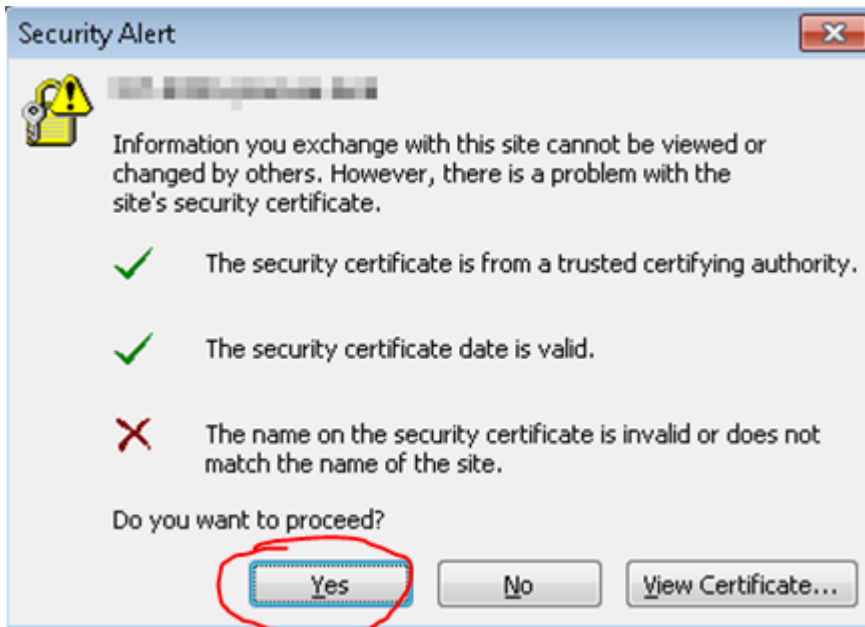 Security Alert
Information you exchange with this site cannot be viewed or
changed by others. However, there is a problem with the
site's security certificate.
The security certificate is from a trusted certifying authority.
The security certificate date is valid.
The name on the security certificate is invalid or does not
match the name of the site.
Do you want to proceed?
Yes No View Certificate...